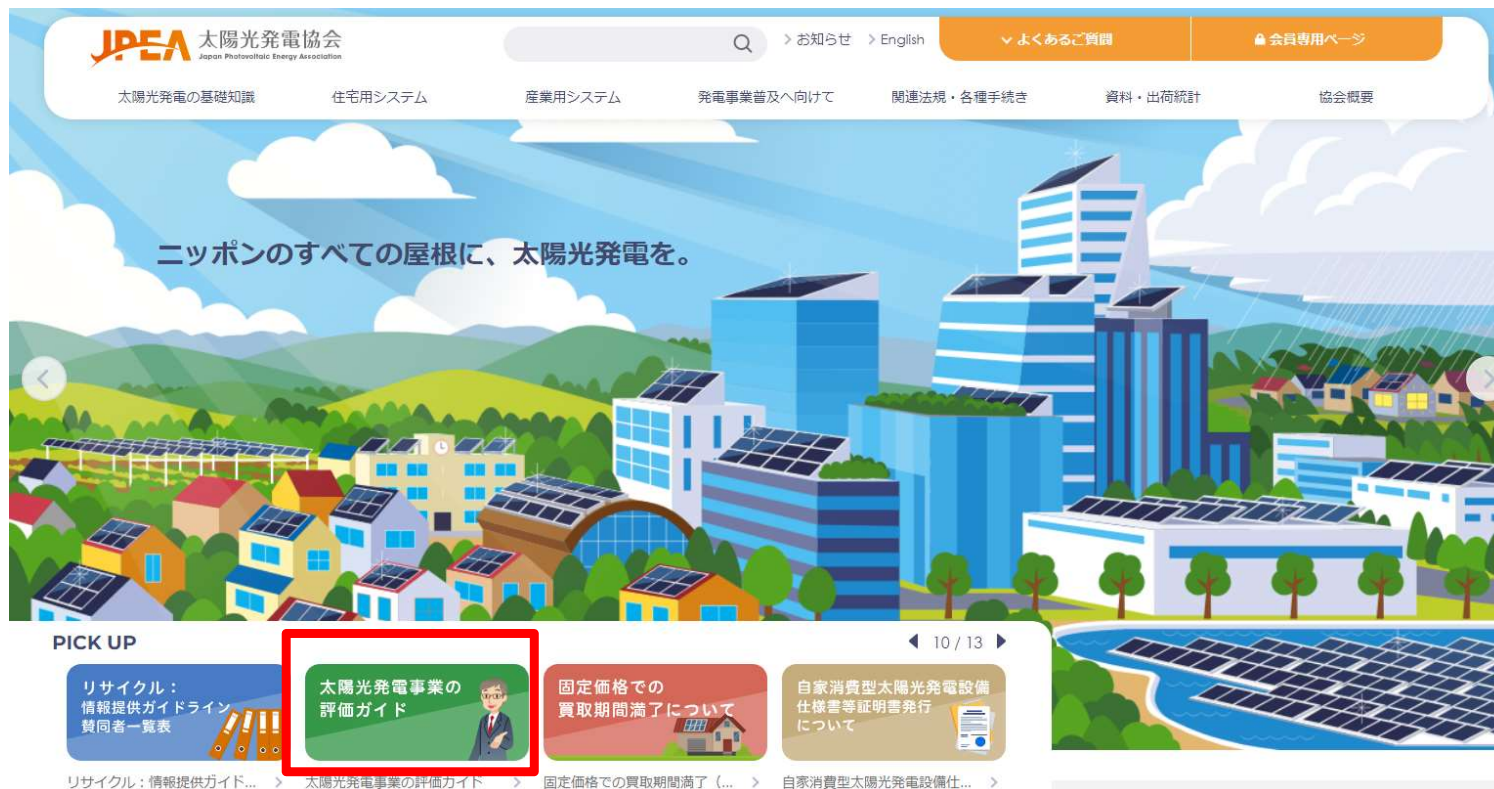 JPEA 太陽光発電協会
Japan Photovoltaic Energy Association
お知らせ
English
よくあるご質問
会員専用ページ
太陽光発電の基礎知識
住宅用システム
産業用システム
発電事業普及へ向けて
関連法規・各種手続き
資料・出荷統計
協会概要
ニッポンのすべての屋根に、太陽光発電を。
PICK UP
10 / 13
リサイクル：
情報提供ガイドライン
賛同者一覧表
太陽光発電事業の
評価ガイド
固定価格での
買取期間満了について
自家消費型太陽光発電設備
仕様書等証明書発行
について
リサイクル：情報提供ガイド...
太陽光発電事業の評価ガイド
固定価格での買取期間満了（...
自家消費型太陽光発電設備仕...